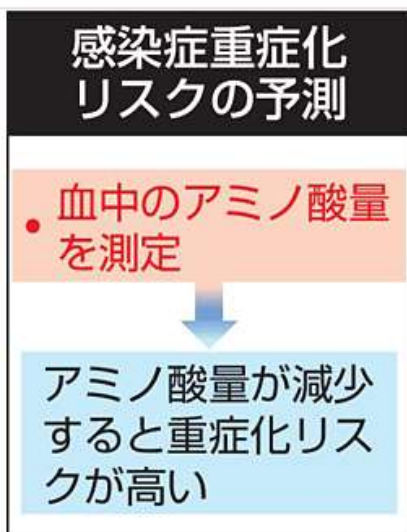 感染症重症化
リスクの予測
• 血中のアミノ酸量
を測定
アミノ酸量が減少
すると重症化リス
クが高い